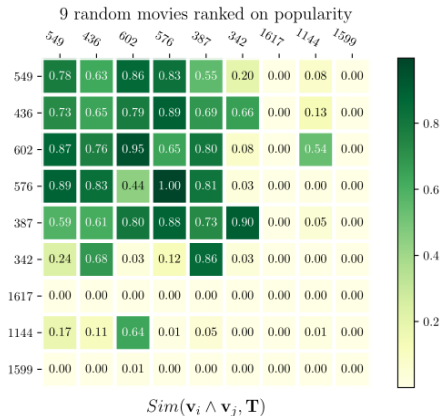 9 random movies ranked on popularity
549 436 602 576 387 342 1617 1144 1599
549 0.78 0.63 0.86 0.83 0.55 0.20 0.00 0.08 0.00
436 0.73 0.65 0.79 0.89 0.69 0.66 0.00 0.13 0.00
0.8
602 0.87 0.76 0.95 0.65 0.80 0.08 0.00 0.54 0.00
576 0.89 0.83 0.44 1.00 0.81 0.03 0.00 0.00 0.00
0.6
387 0.59 0.61 0.80 0.88 0.73 0.90 0.00 0.05 0.00
0.4
342 0.24 0.68 0.03 0.12 0.86 0.03 0.00 0.00 0.00
1617 0.00 0.00 0.00 0.00 0.00 0.00 0.00 0.00 0.00
0.2
1144 0.17 0.11 0.64 0.01 0.05 0.00 0.00 0.01 0.00
1599 0.00 0.00 0.01 0.00 0.00 0.00 0.00 0.00 0.00
Sim(v_i ∧ v_j, T)